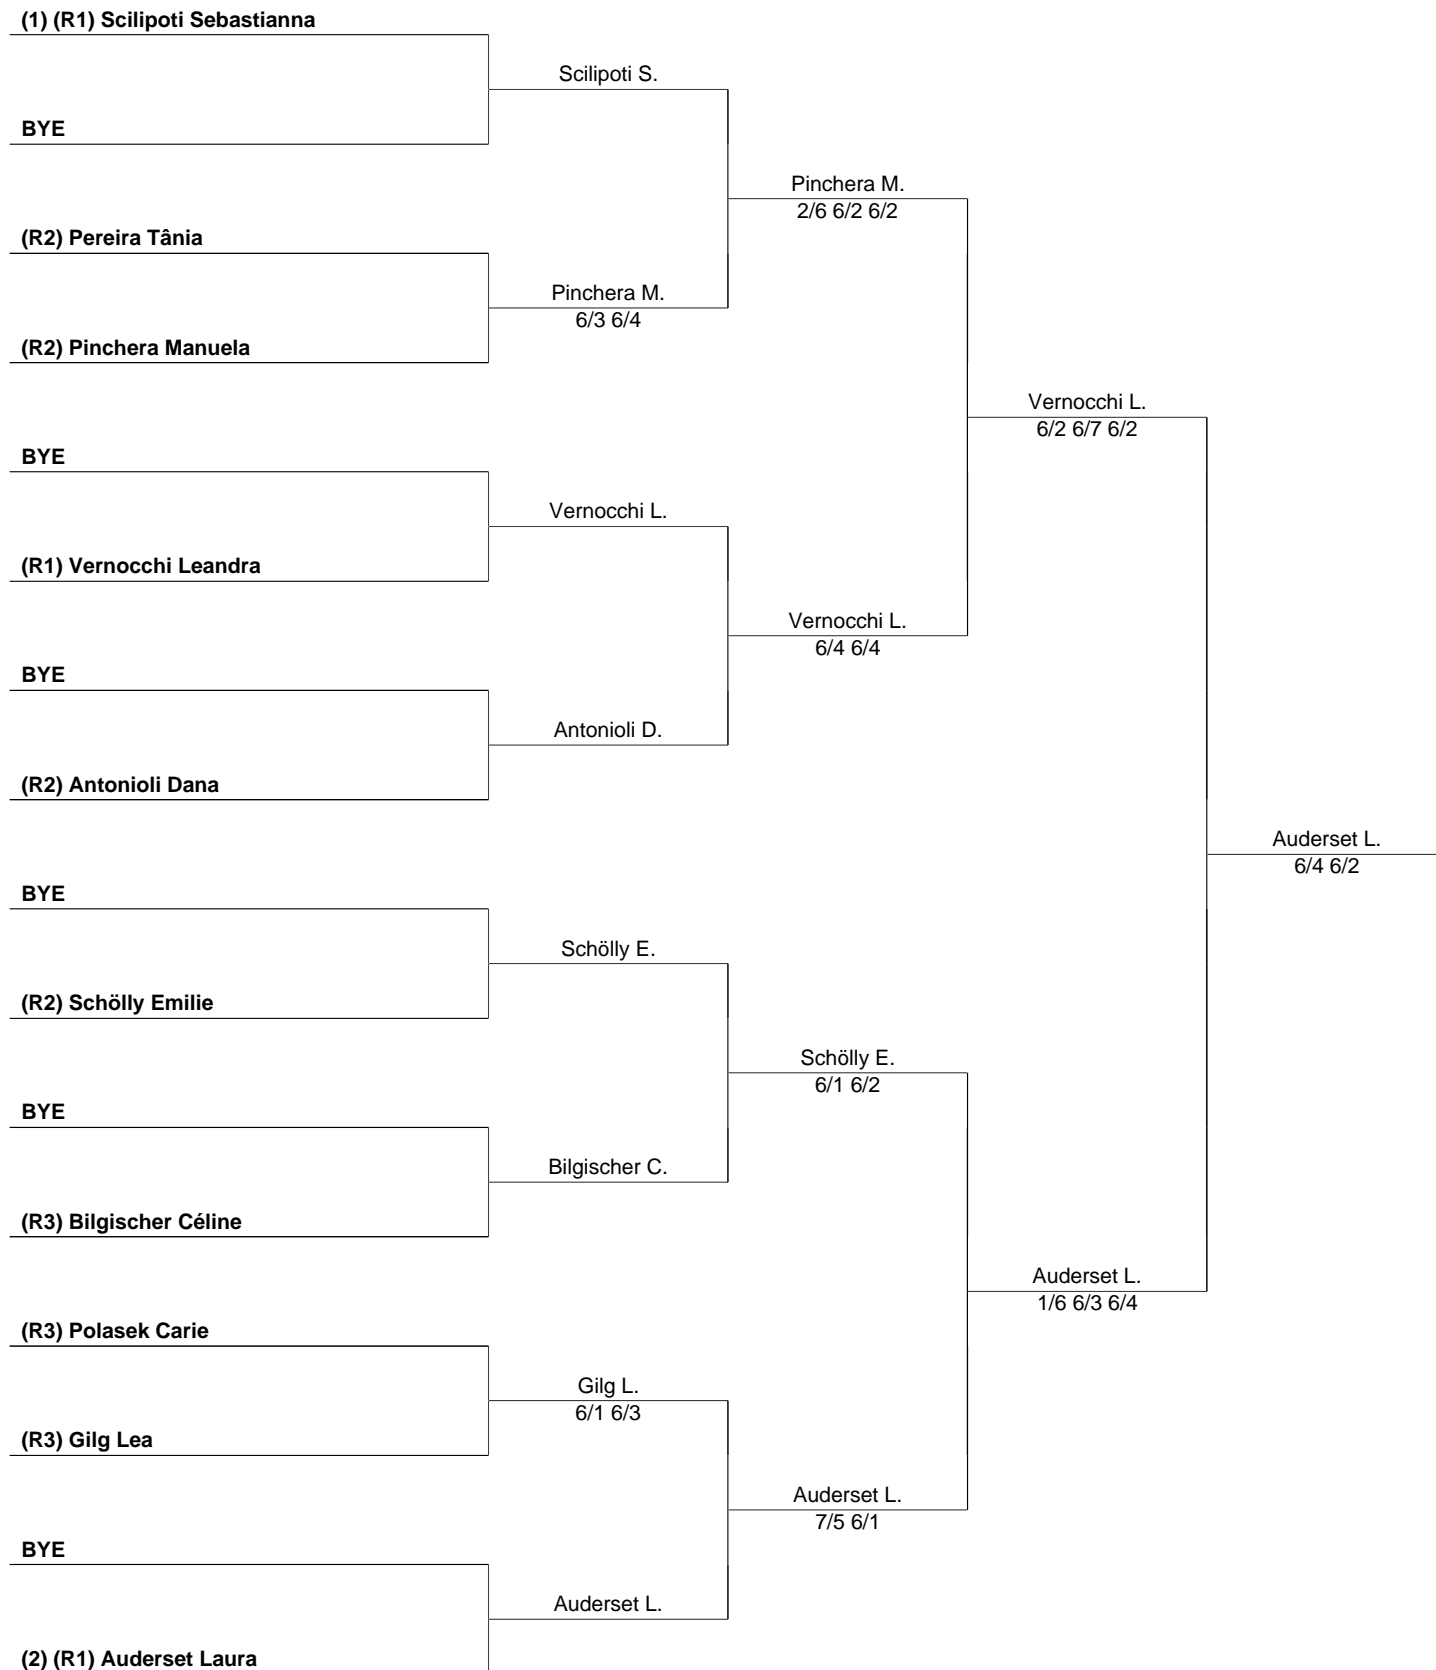 (1) (R1) Scilipoti Sebastianna
Scilipoti S.
BYE
Pinchera M.
2/6 6/2 6/2
(R2) Pereira Tânia
Pinchera M.
6/3 6/4
(R2) Pinchera Manuela
Vernocchi L.
6/2 6/7 6/2
BYE
Vernocchi L.
(R1) Vernocchi Leandra
Vernocchi L.
6/4 6/4
BYE
Antonioli D.
(R2) Antonioli Dana
Auderset L.
6/4 6/2
BYE
Schölly E.
(R2) Schölly Emilie
Schölly E.
6/1 6/2
BYE
Bilgischer C.
(R3) Bilgischer Céline
Auderset L.
1/6 6/3 6/4
(R3) Polasek Carie
Gilg L.
6/1 6/3
(R3) Gilg Lea
Auderset L.
7/5 6/1
BYE
Auderset L.
(2) (R1) Auderset Laura